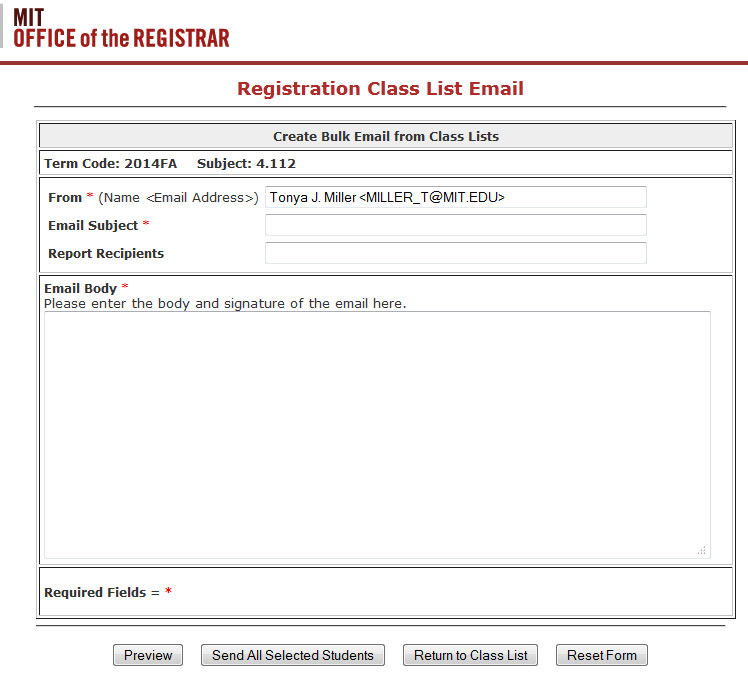 MIT
OFFICE of the REGISTRAR
Registration Class List Email
Create Bulk Email from Class Lists
Term Code: 2014FA Subject: 4.112
From * (Name <Email Address>) Tonya J. Miller <MILLER_T@MIT.EDU>
Email Subject *
Report Recipients
Email Body *
Please enter the body and signature of the email here.
Required Fields = *
Preview Send All Selected Students Return to Class List Reset Form